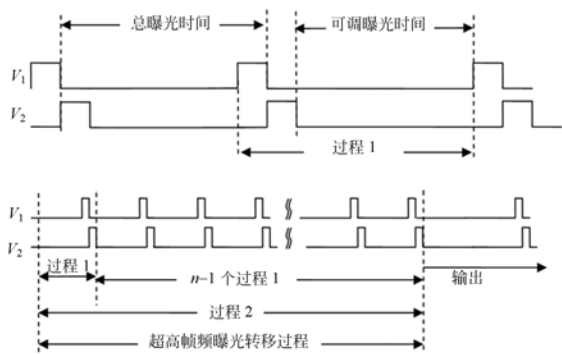 总曝光时间
可调曝光时间
V1
V2
过程 1
V1
V2
过程 1
n–1 个过程 1
输出
过程 2
超高帧频曝光转移过程